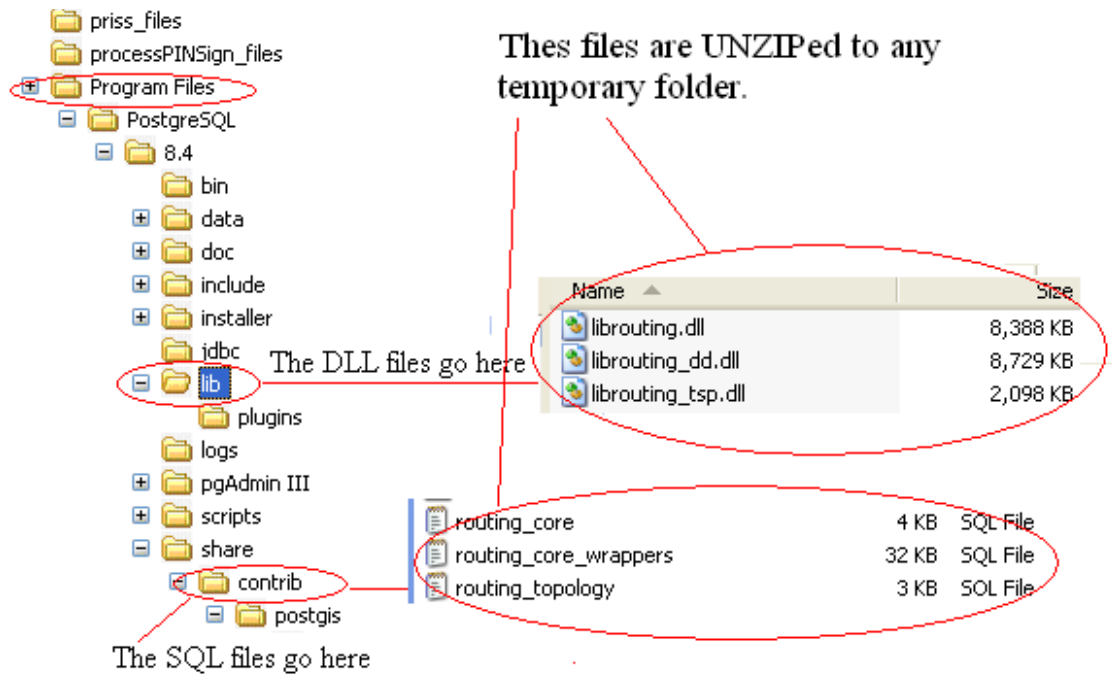 priss_files
processPINSign_files
Program Files
PostgreSQL
8.4
bin
data
doc
include
installer
jdbc
lib
plugins
logs
pgAdmin III
scripts
share
contrib
postgis
Thes files are UNZIPed to any
temporary folder.
The DLL files go here
Name Size
librouting.dll 8,388 KB
librouting_dd.dll 8,729 KB
librouting_tsp.dll 2,098 KB
routing_core 4 KB SQL File
routing_core_wrappers 32 KB SQL File
routing_topology 3 KB SQL File
The SQL files go here